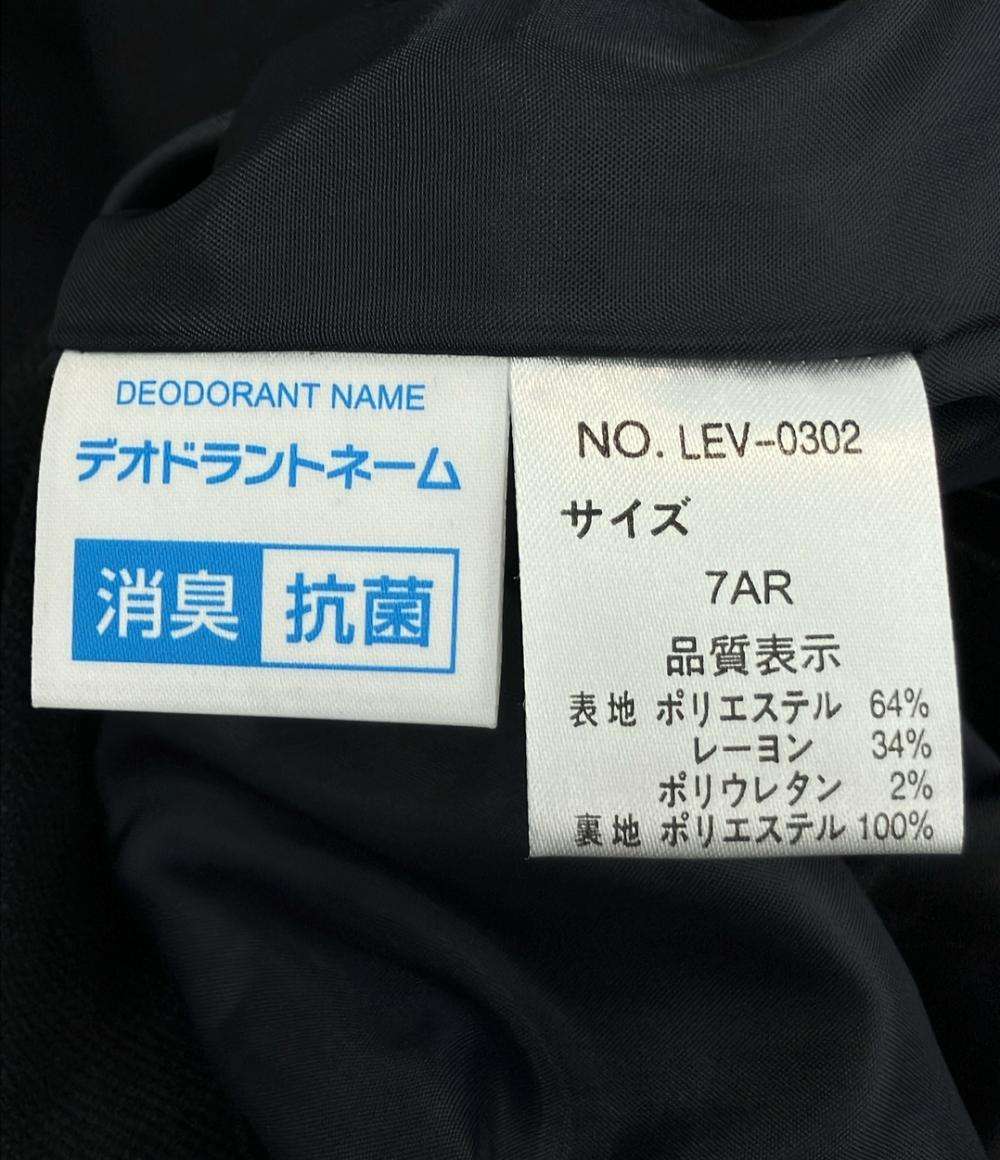 DEODORANT NAME
デオドラントネーム
消臭 抗菌
NO. LEV-0302
サイズ
7AR
品質表示
表地 ポリエステル 64%
レーヨン 34%
ポリウレタン 2%
裏地 ポリエステル 100%